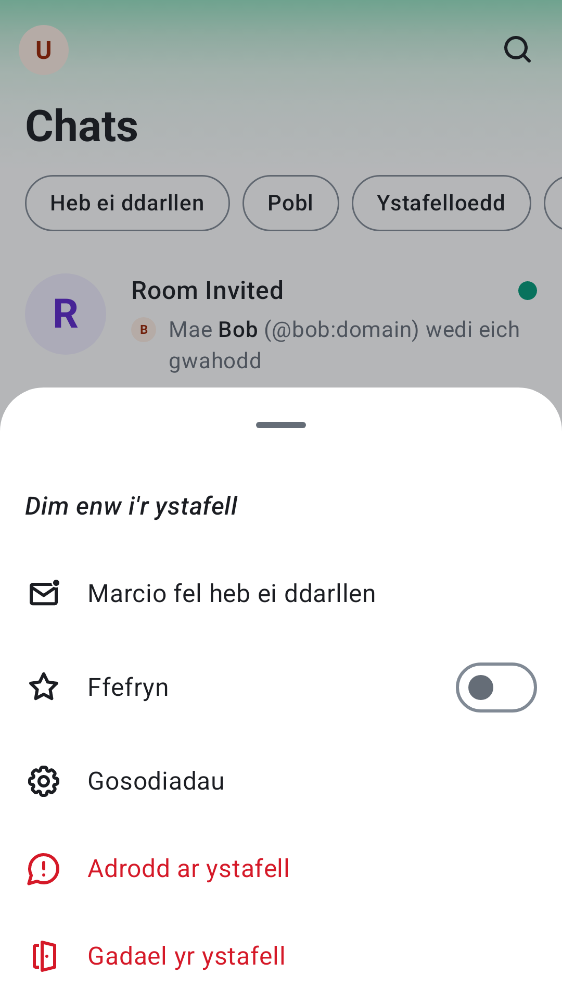 U
Chats
Heb ei ddarllen
Pobl
Ystafelloedd
R
Room Invited
B
Mae Bob (@bob:domain) wedi eich
gwahodd
Dim enw i'r ystafell
Marcio fel heb ei ddarllen
Ffefryn
Gosodiadau
Adrodd ar ystafell
Gadael yr ystafell